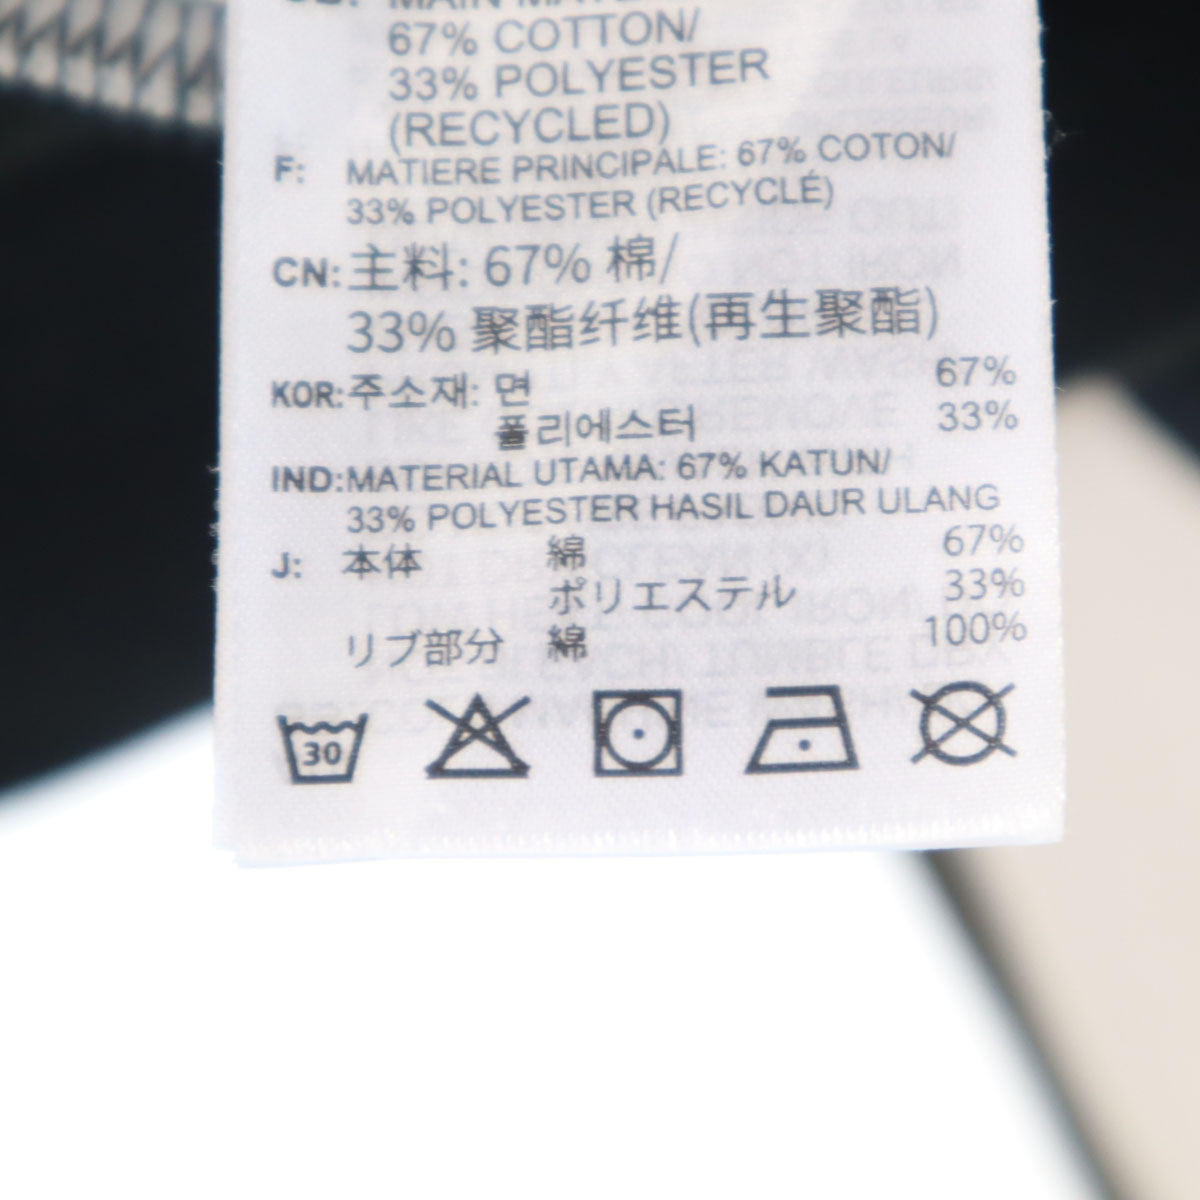 MAIN
67% COTTON/
33% POLYESTER
(RECYCLED)
F: MATIERE PRINCIPALE: 67% COTON/
33% POLYESTER (RECYCLÉ)
CN: 主料: 67% 棉/
33% 聚酯纤维(再生聚酯)
KOR: 주소재: 면 67%
폴리에스터 33%
IND: MATERIAL UTAMA: 67% KATUN/
33% POLYESTER HASIL DAUR ULANG
J: 本体 綿 67%
ポリエステル 33%
リブ部分 綿 100%
30